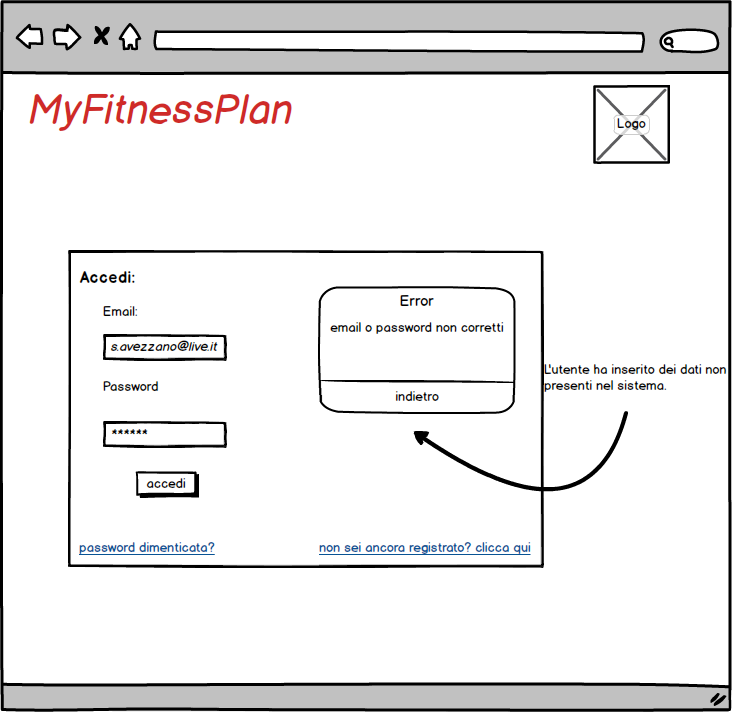 MyFitnessPlan
Logo
Accedi:
Email:
s.avezzano@live.it
Password
******
accedi
password dimenticata?
non sei ancora registrato? clicca qui
Error
email o password non corretti
indietro
L'utente ha inserito dei dati non
presenti nel sistema.